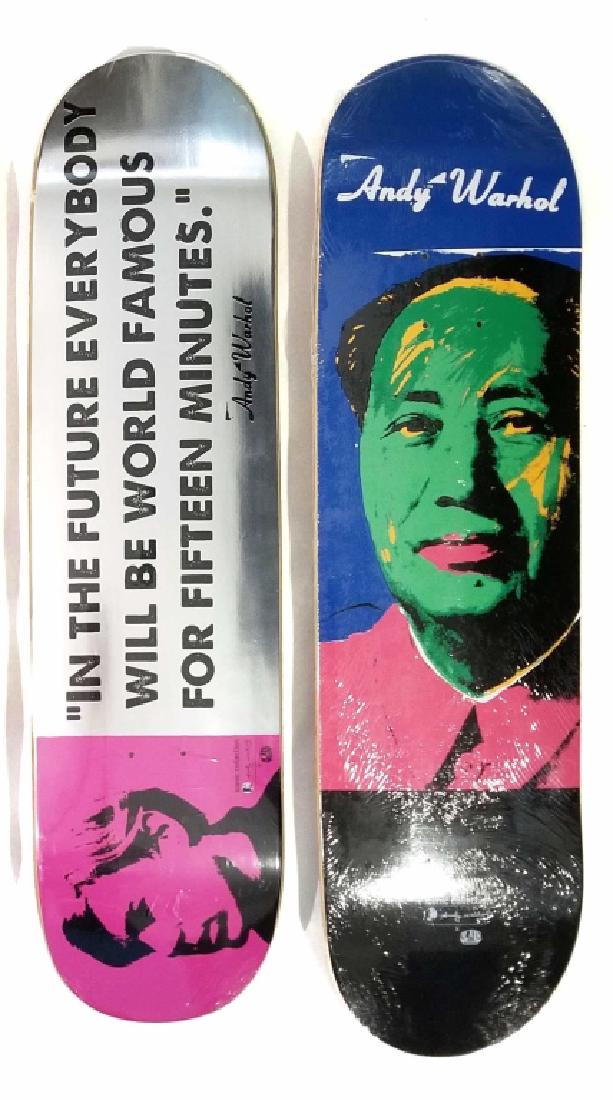 "IN THE FUTURE EVERYBODY
WILL BE WORLD FAMOUS
FOR FIFTEEN MINUTES."
Andy Warhol
Andy Warhol